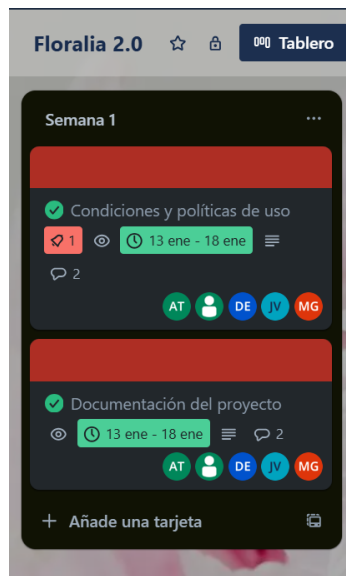 Floralia 2.0 Tablero
Semana 1
Condiciones y políticas de uso
1 13 ene - 18 ene
2
AT DE JV MG
Documentación del proyecto
13 ene - 18 ene 2
AT DE JV MG
+ Añade una tarjeta